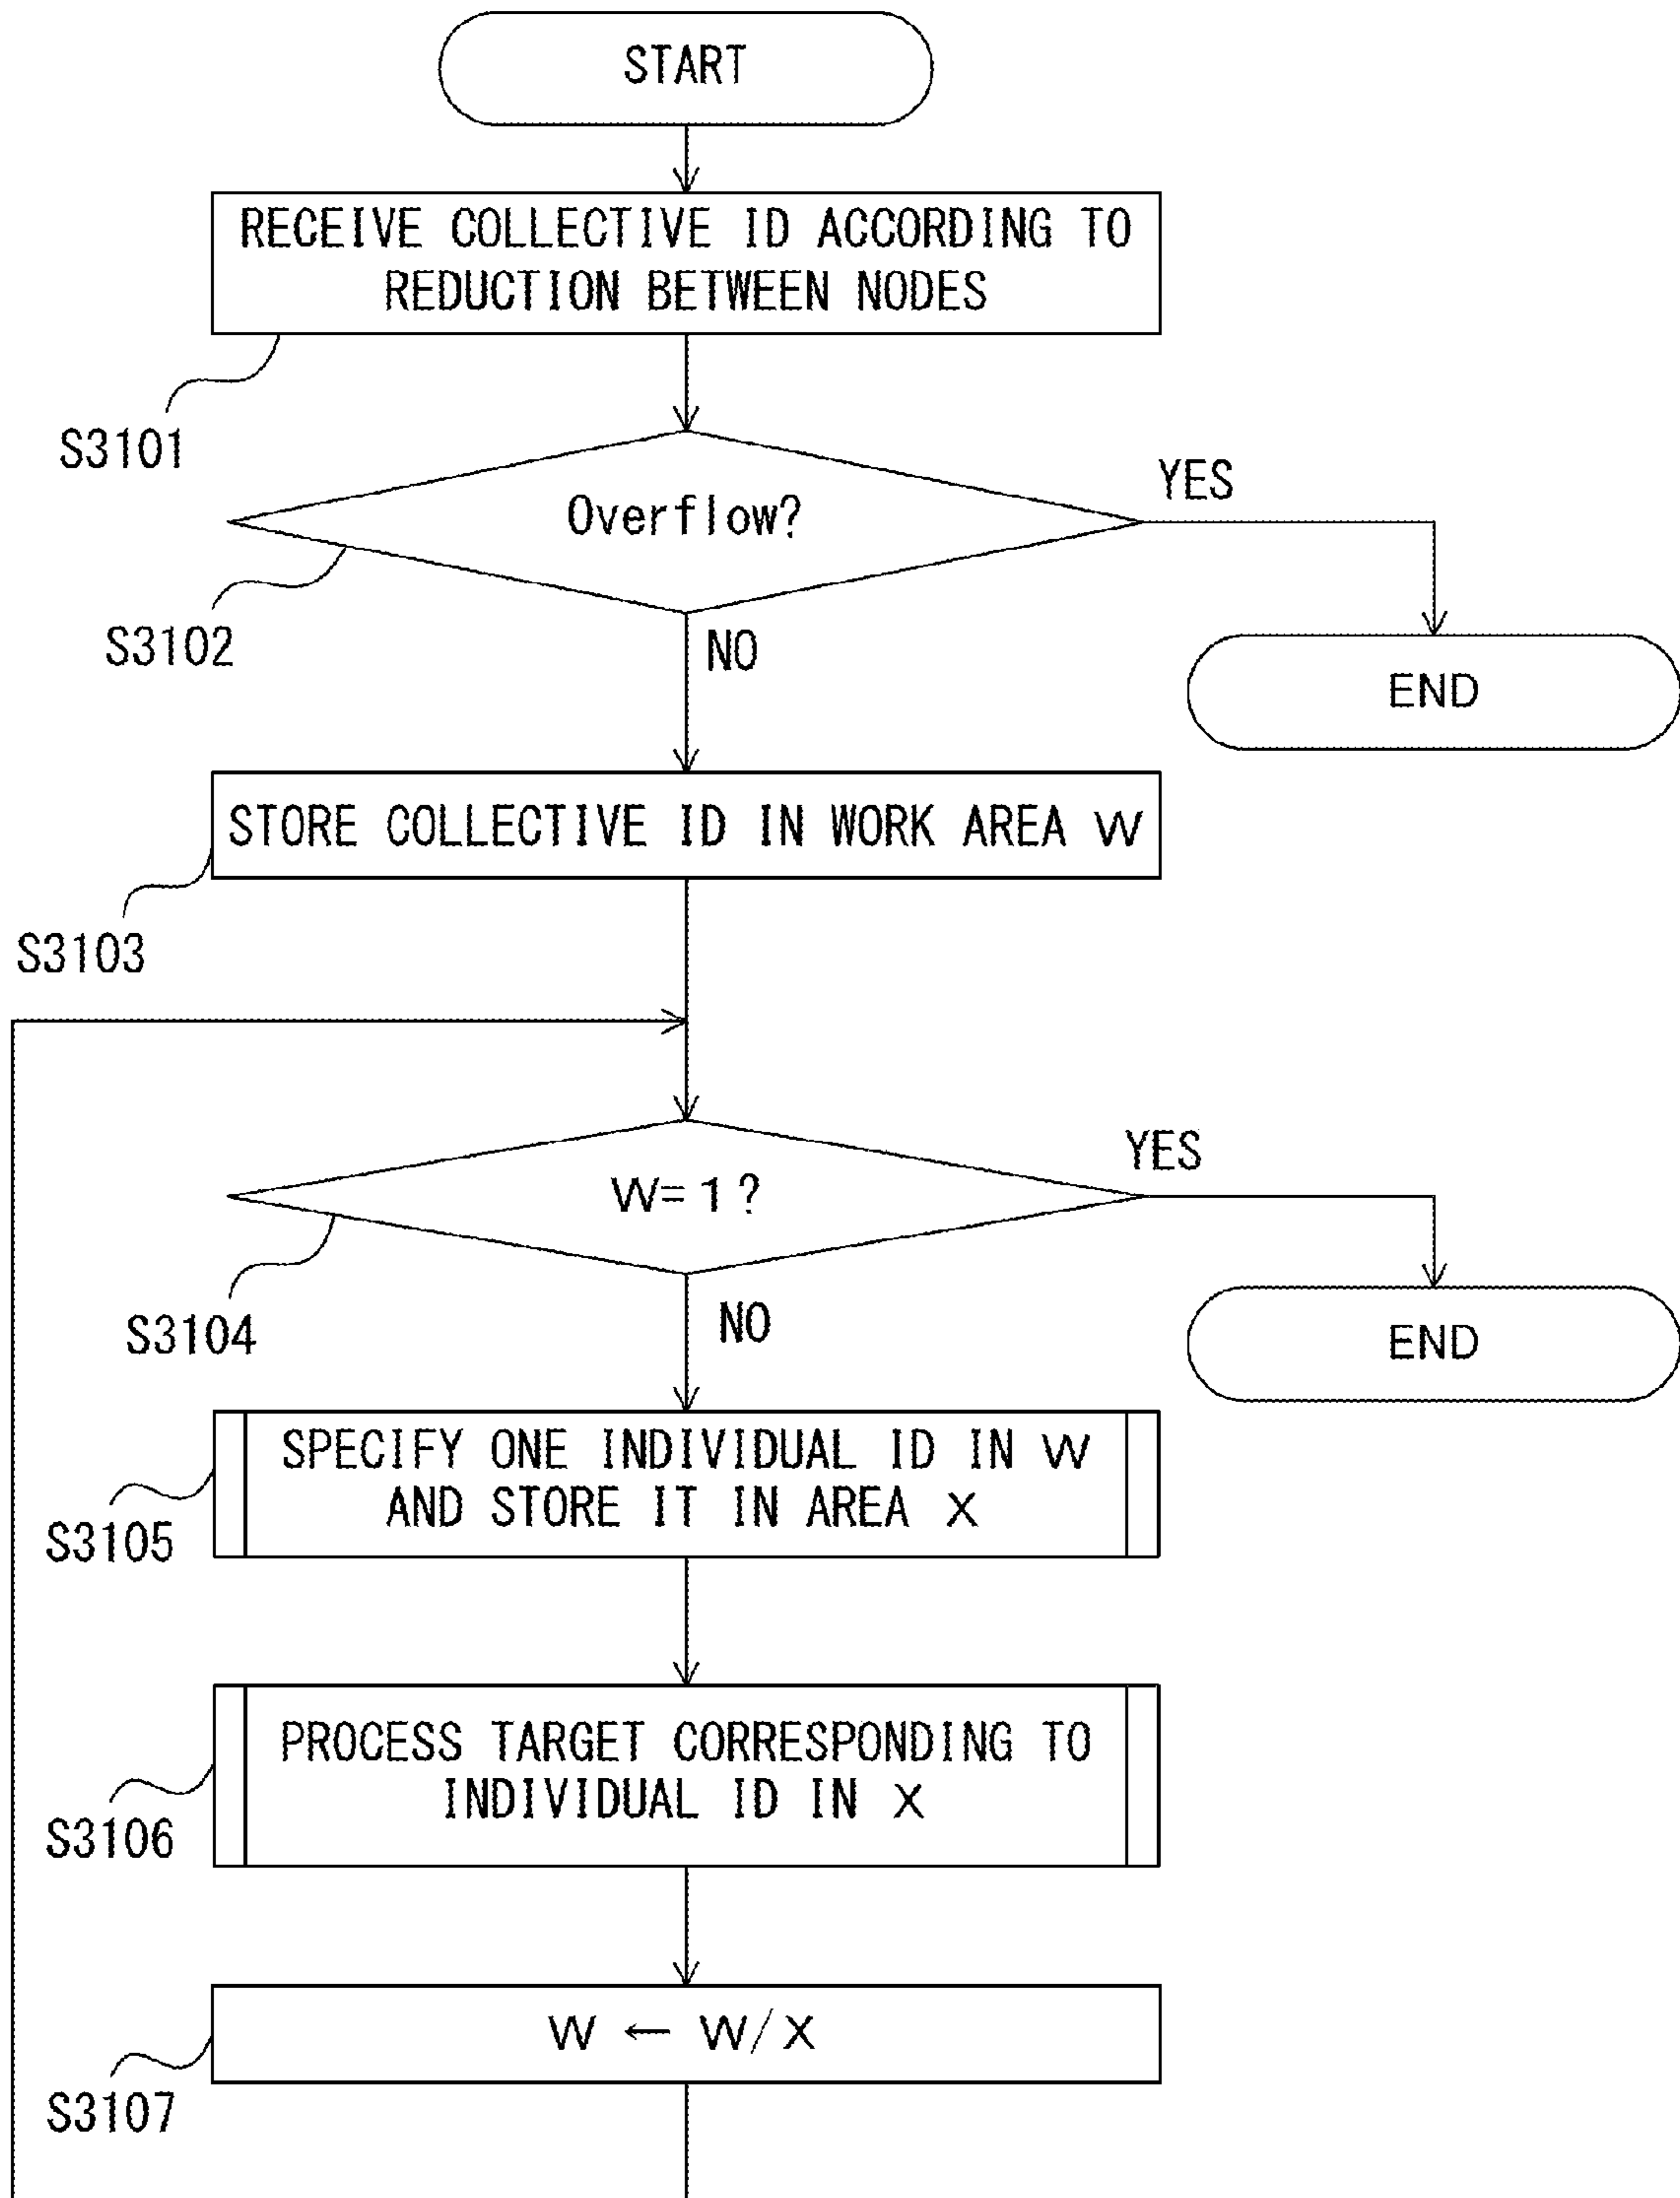 START
RECEIVE COLLECTIVE ID ACCORDING TO
REDUCTION BETWEEN NODES
S3101
Overflow?
YES
S3102
NO
END
STORE COLLECTIVE ID IN WORK AREA W
S3103
W=1?
YES
S3104
NO
END
SPECIFY ONE INDIVIDUAL ID IN W
AND STORE IT IN AREA X
S3105
PROCESS TARGET CORRESPONDING TO
INDIVIDUAL ID IN X
S3106
W ← W/X
S3107